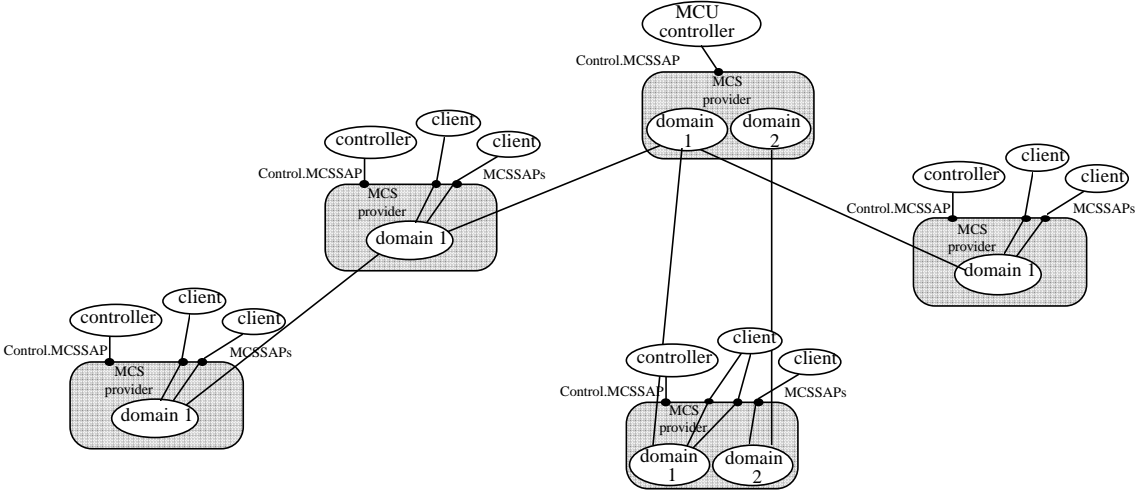 MCU
controller
Control.MCSSAP
MCS
provider
domain
1
domain
2
client
controller
client
Control.MCSSAP
MCSSAPs
MCS
provider
domain 1
client
controller
client
Control.MCSSAP
MCSSAPs
MCS
provider
domain 1
client
controller
client
Control.MCSSAP
MCSSAPs
MCS
provider
domain 1
client
controller
client
Control.MCSSAP
MCSSAPs
MCS
provider
domain
1
domain
2